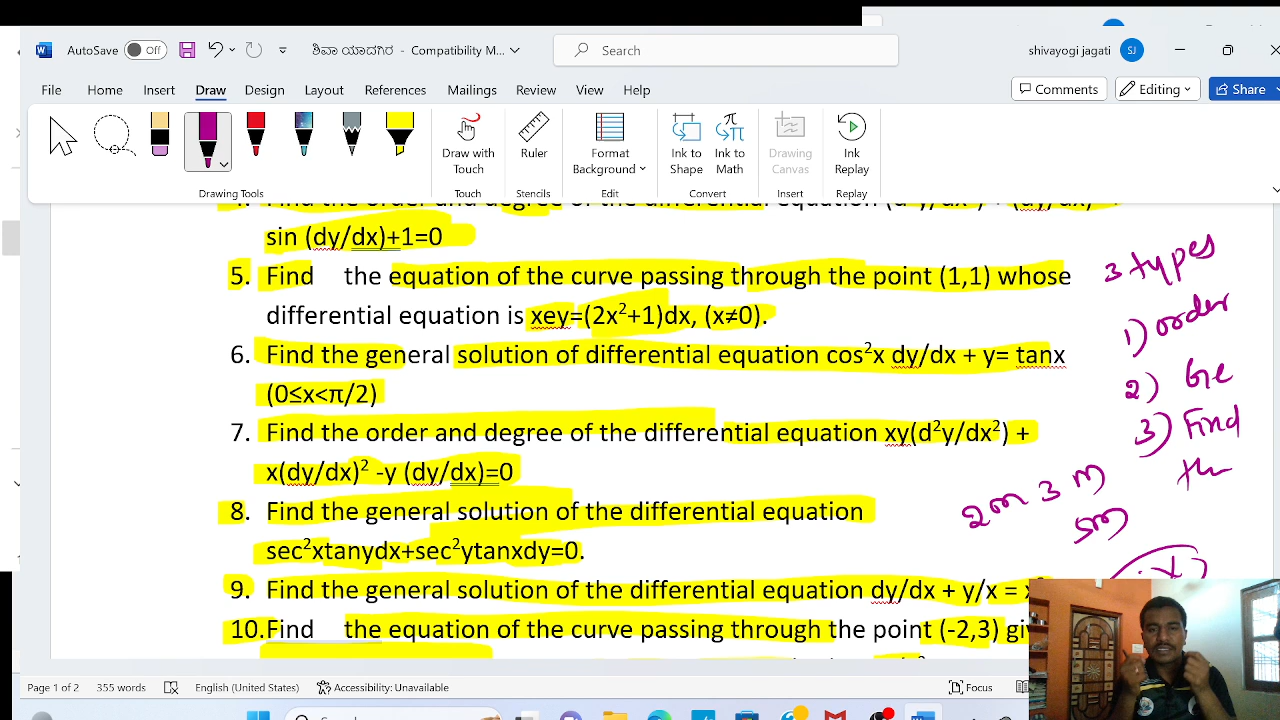 AutoSave Off ಶಿವಾ ಯಾದಗಿರ - Compatibility M... Search shivayogi jagati SJ
File Home Insert Draw Design Layout References Mailings Review View Help Comments Editing Share
Draw with Touch Ruler Format Background Ink to Shape Ink to Math Drawing Canvas Ink Replay
Drawing Tools Touch Stencils Edit Convert Insert Replay
sin (dy/dx)+1=0
5. Find the equation of the curve passing through the point (1,1) whose
differential equation is xey=(2x²+1)dx, (x≠0).
6. Find the general solution of differential equation cos²x dy/dx + y= tanx
(0≤x<π/2)
7. Find the order and degree of the differential equation xy(d²y/dx²) +
x(dy/dx)² -y (dy/dx)=0
8. Find the general solution of the differential equation
sec²xtanydx+sec²ytanxdy=0.
9. Find the general solution of the differential equation dy/dx + y/x =
10. Find the equation of the curve passing through the point (-2,3)
3 types
1) order
2) Ge
3) Find
the
2m 3 m
5m
Page 1 of 2 355 words English (United States) Accessibility: Unavailable Focus